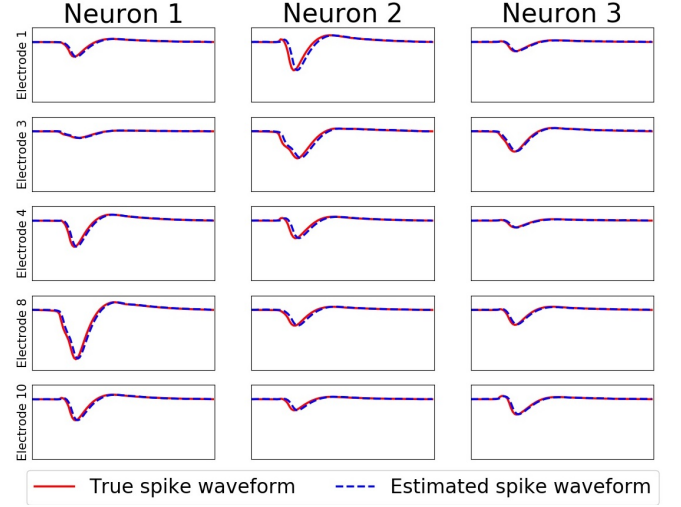 Neuron 1 Neuron 2 Neuron 3
Electrode 1
Electrode 3
Electrode 4
Electrode 8
Electrode 10
True spike waveform Estimated spike waveform